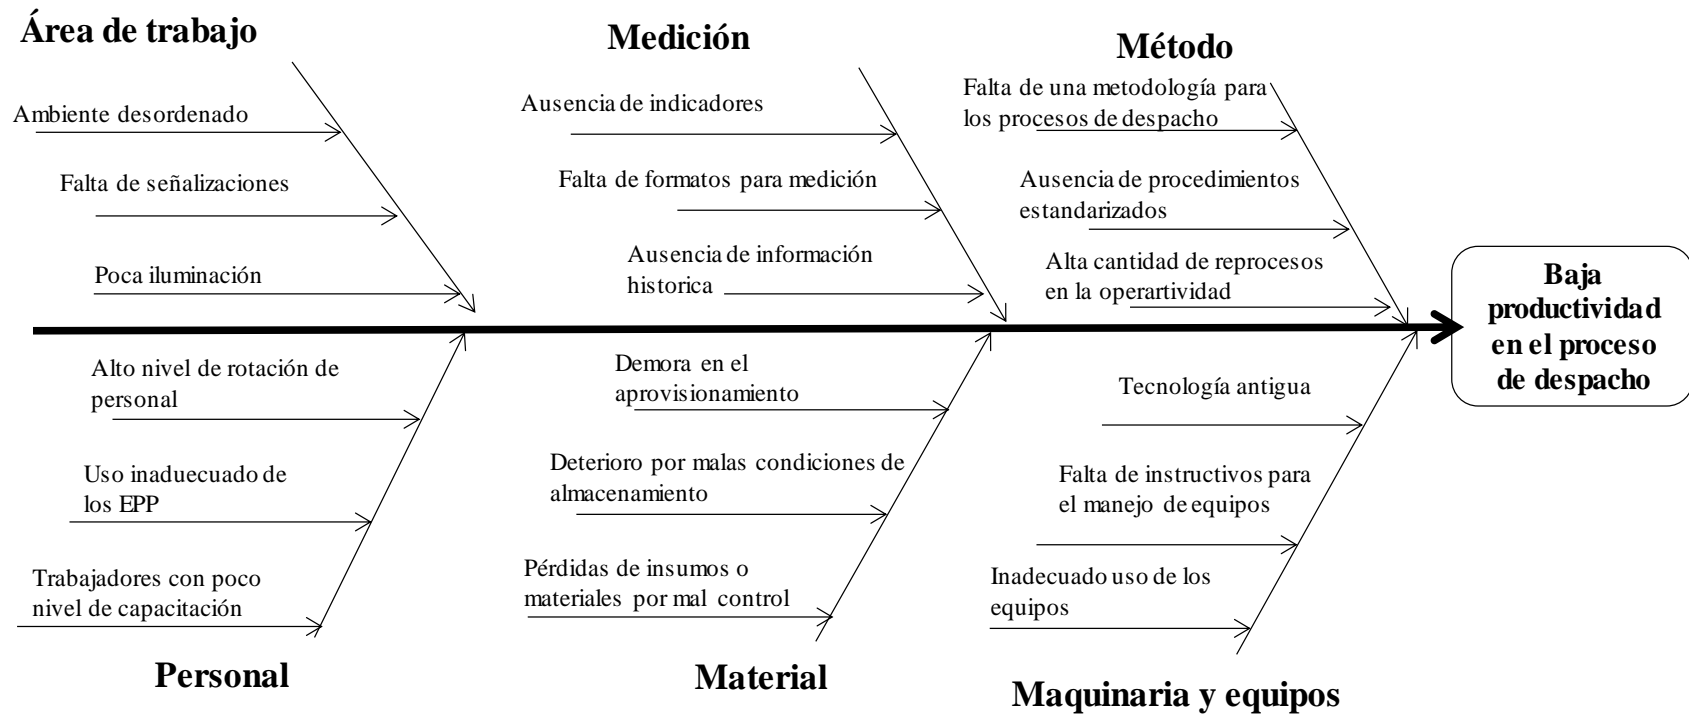 Área de trabajo
Ambiente desordenado
Falta de señalizaciones
Poca iluminación
Medición
Ausencia de indicadores
Falta de formatos para medición
Ausencia de información
historica
Método
Falta de una metodología para
los procesos de despacho
Ausencia de procedimientos
estandarizados
Alta cantidad de reprocesos
en la operartividad
Baja
productividad
en el proceso
de despacho
Alto nivel de rotación de
personal
Uso inaduecuado de
los EPP
Trabajadores con poco
nivel de capacitación
Personal
Demora en el
aprovisionamiento
Deterioro por malas condiciones de
almacenamiento
Pérdidas de insumos o
materiales por mal control
Material
Tecnología antigua
Falta de instructivos para
el manejo de equipos
Inadecuado uso de los
equipos
Maquinaria y equipos